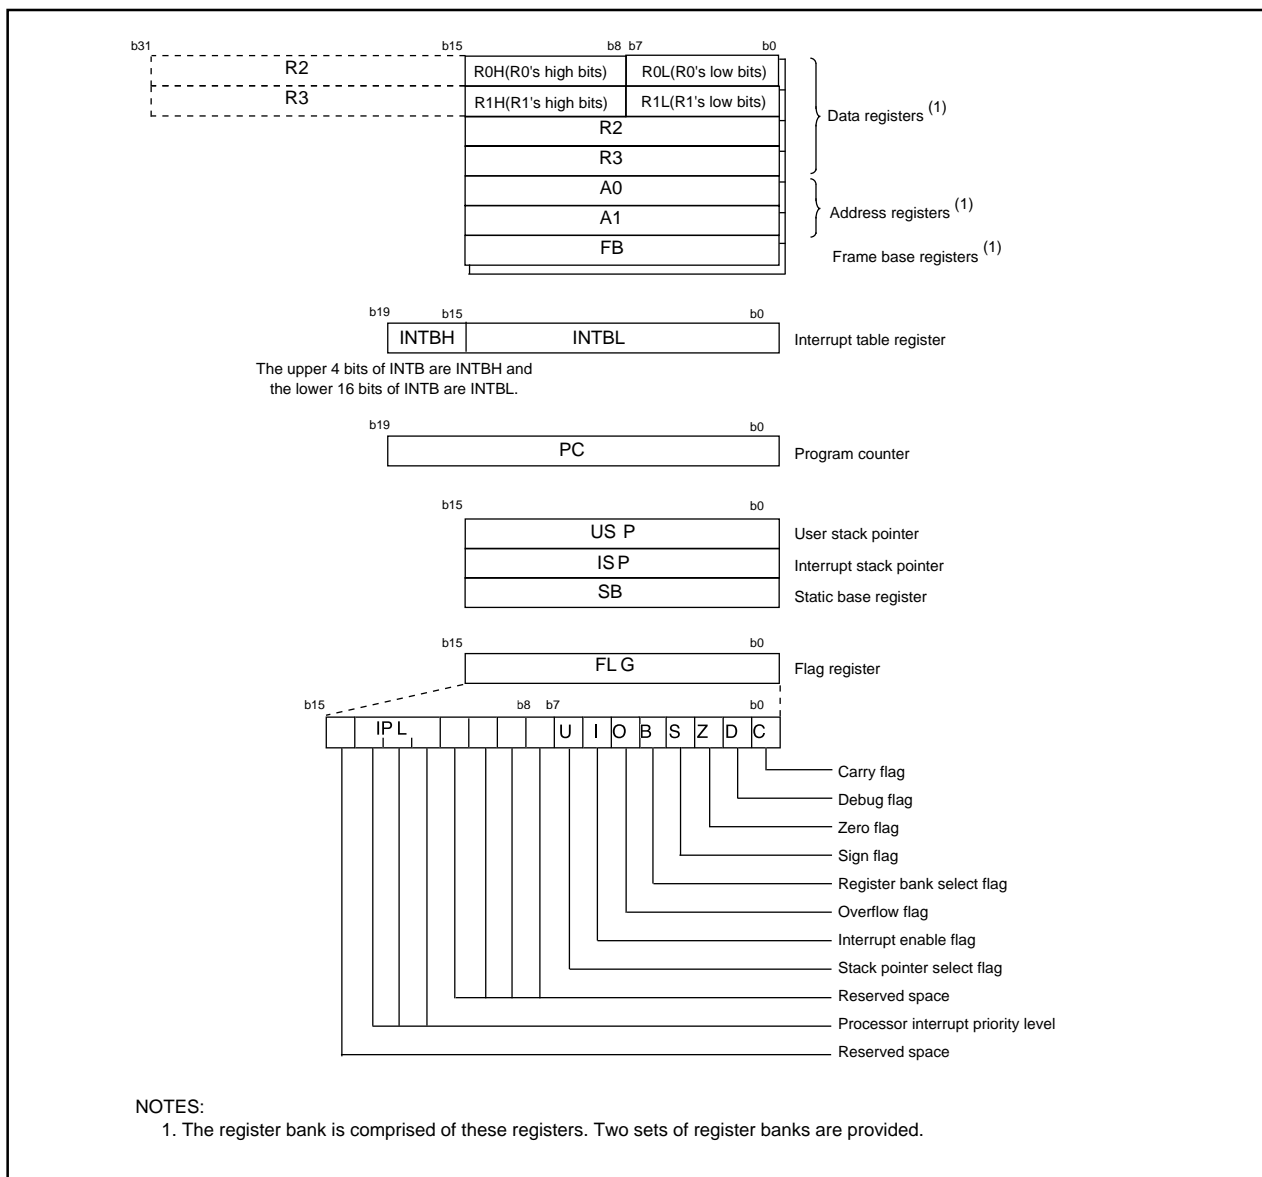 b31 b15 b8 b7 b0
R2 R0H(R0's high bits) R0L(R0's low bits)
R3 R1H(R1's high bits) R1L(R1's low bits)
R2
R3
Data registers (1)
A0
A1
Address registers (1)
FB
Frame base registers (1)
b19 b15 b0
INTBH INTBL Interrupt table register
The upper 4 bits of INTB are INTBH and
the lower 16 bits of INTB are INTBL.
b19 b0
PC Program counter
b15 b0
USP User stack pointer
ISP Interrupt stack pointer
SB Static base register
b15 b0
FLG Flag register
b15 b8 b7 b0
IPL U I O B S Z D C
Carry flag
Debug flag
Zero flag
Sign flag
Register bank select flag
Overflow flag
Interrupt enable flag
Stack pointer select flag
Reserved space
Processor interrupt priority level
Reserved space
NOTES:
1. The register bank is comprised of these registers. Two sets of register banks are provided.